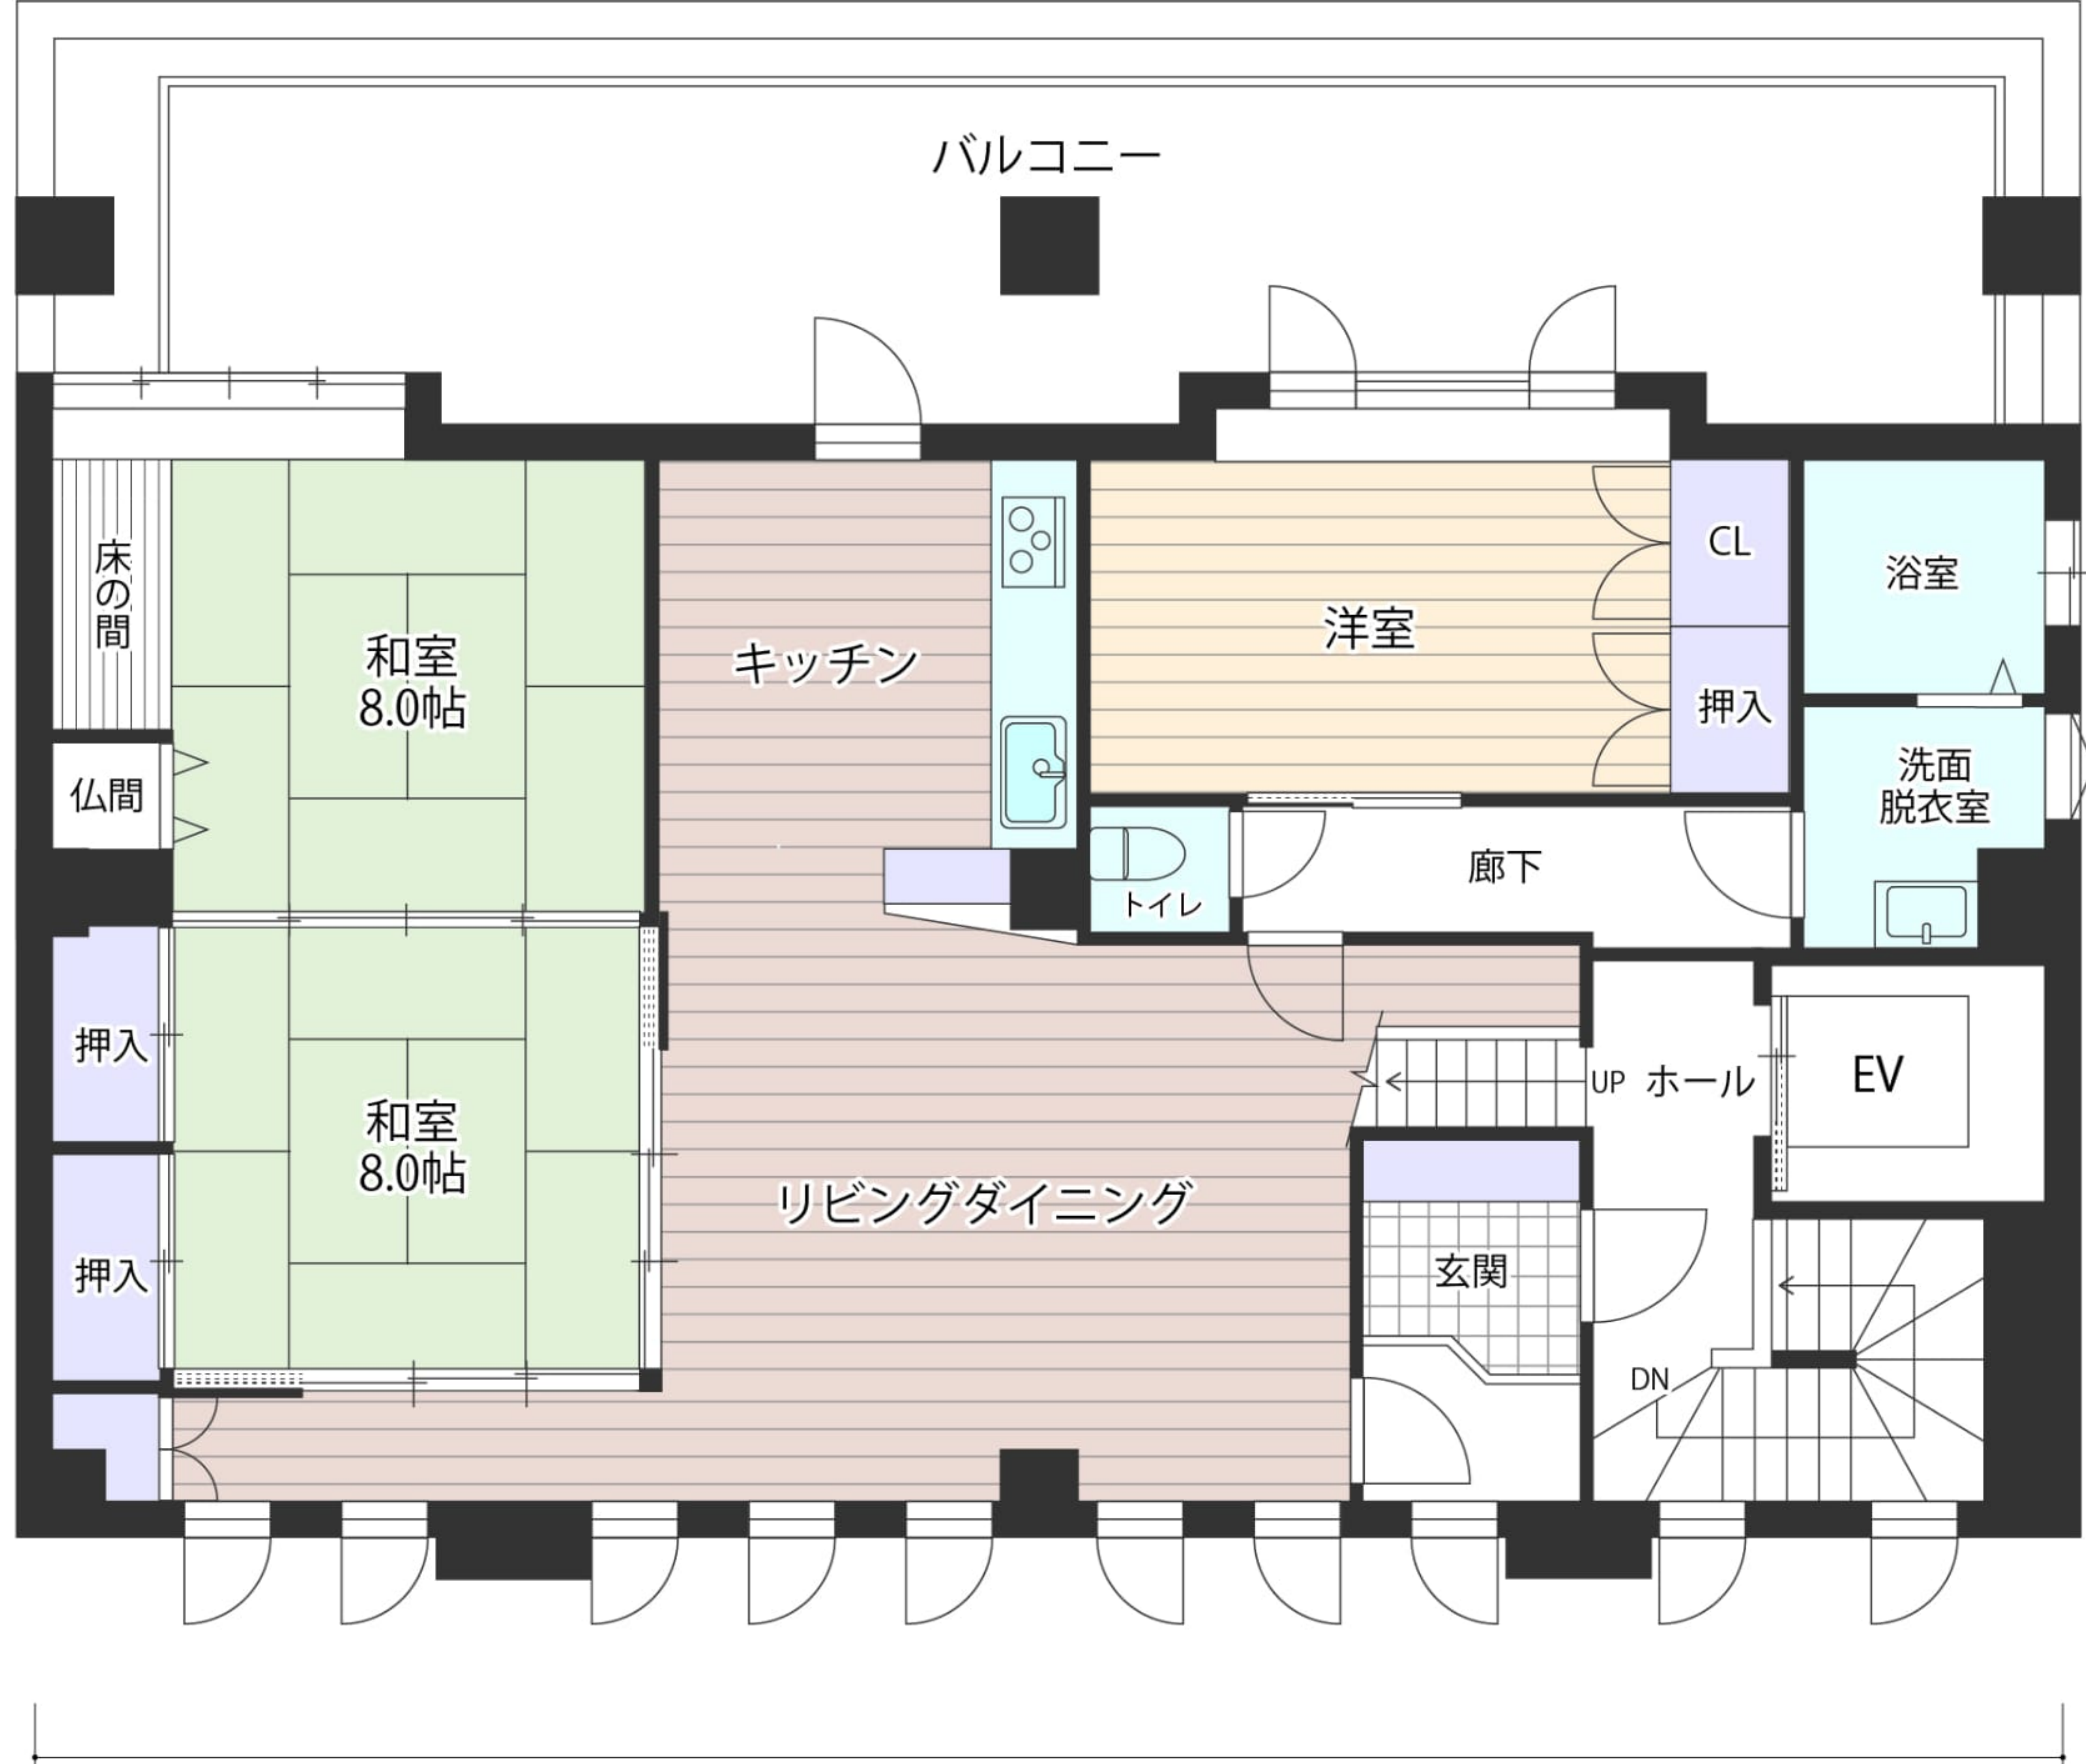 バルコニー
床の間
和室
8.0帖
キッチン
洋室
CL
浴室
押入
仏間
洗面
脱衣室
トイレ
廊下
押入
和室
8.0帖
リビングダイニング
UP
ホール
EV
押入
玄関
DN